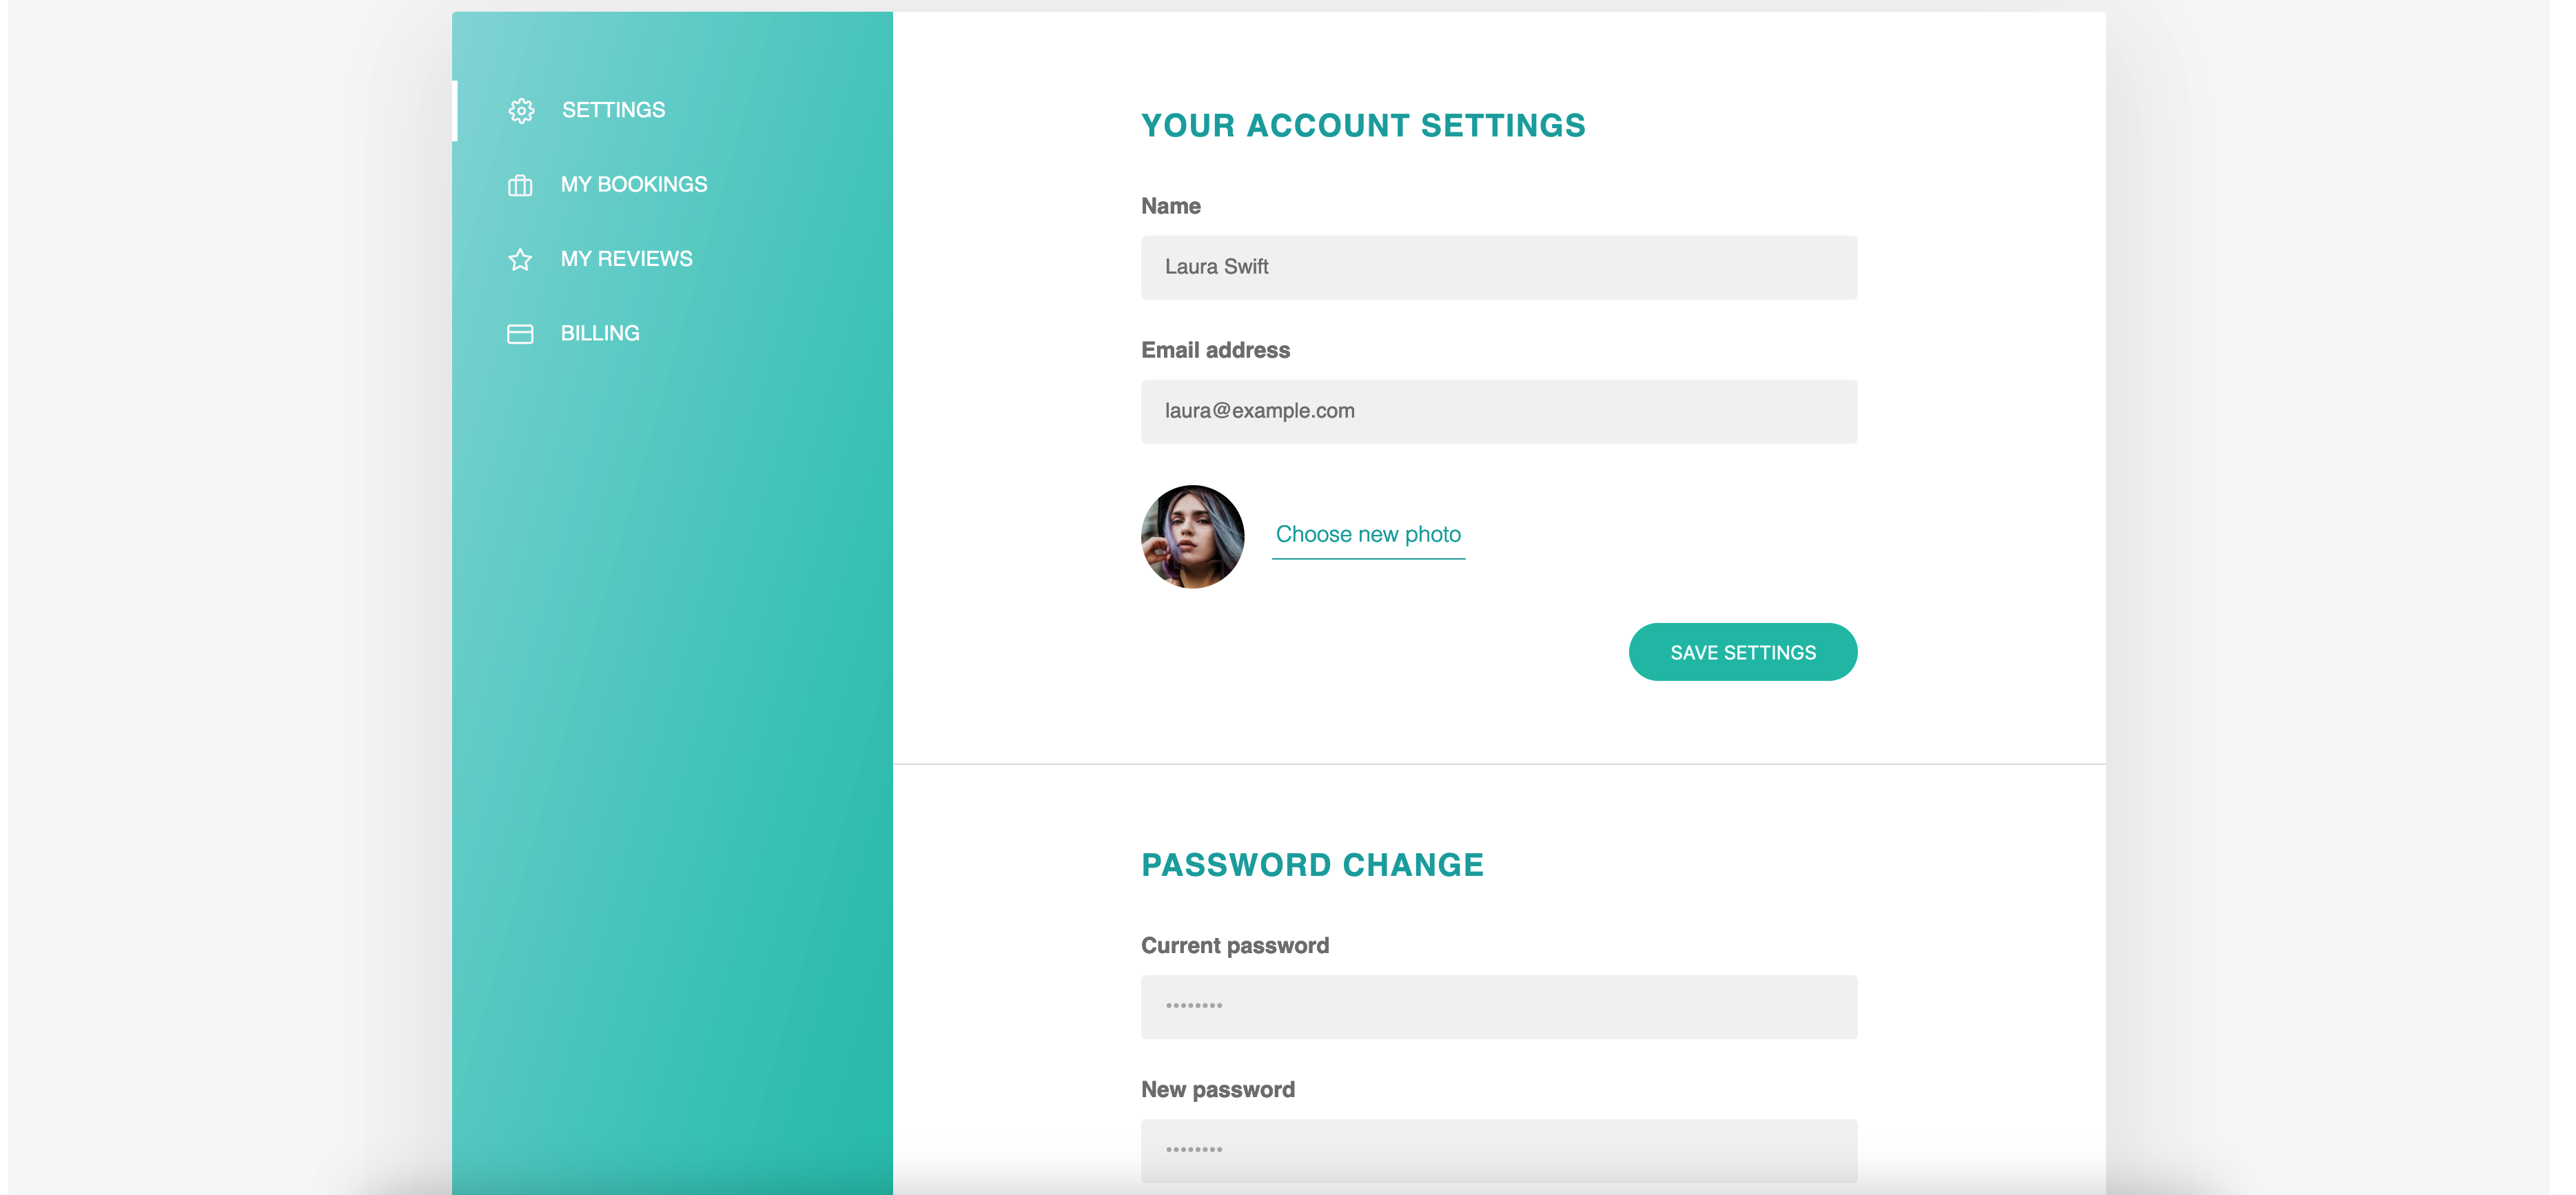 SETTINGS
MY BOOKINGS
MY REVIEWS
BILLING
YOUR ACCOUNT SETTINGS
Name
Laura Swift
Email address
laura@example.com
Choose new photo
SAVE SETTINGS
PASSWORD CHANGE
Current password
••••••••
New password
••••••••